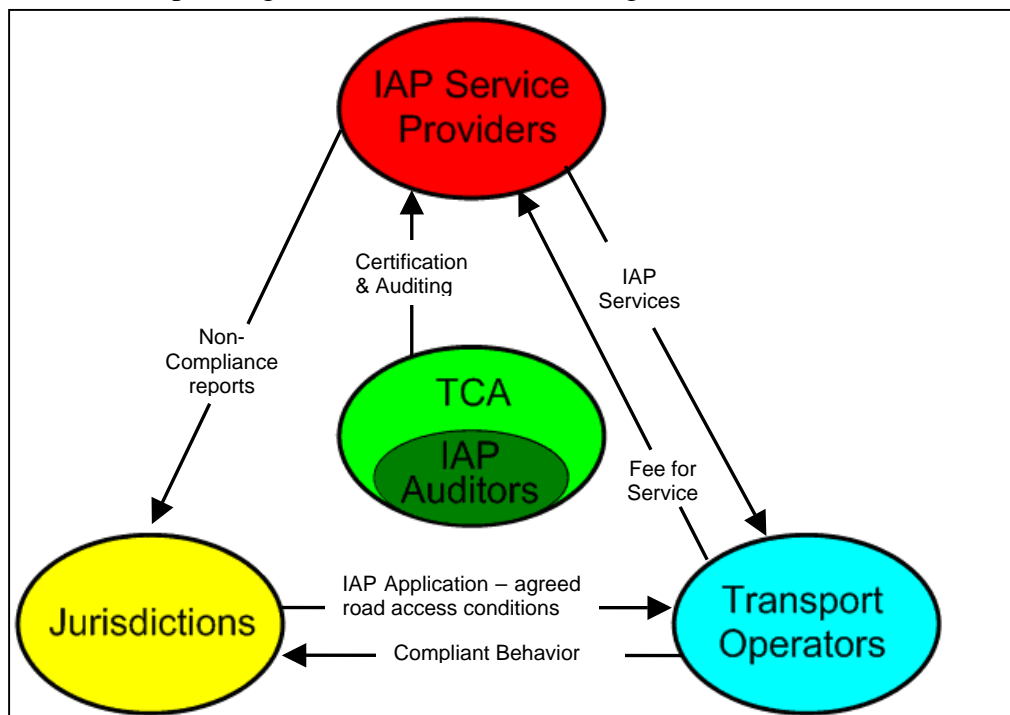 IAP Service
Providers
Certification
& Auditing
IAP
Services
Non-
Compliance
reports
TCA
IAP
Auditors
Fee for
Service
IAP Application – agreed
road access conditions
Jurisdictions
Transport
Operators
Compliant Behavior